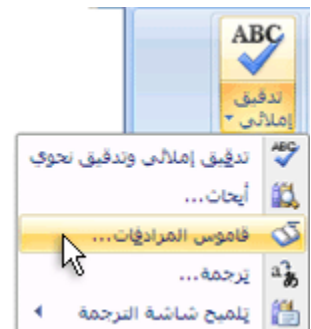 ABC
تدقيق
إملائي
تدقيق إملائي وتدقيق نحوي
أبحاث...
قاموس المرادفات...
ترجمة...
تلميح شاشة الترجمة